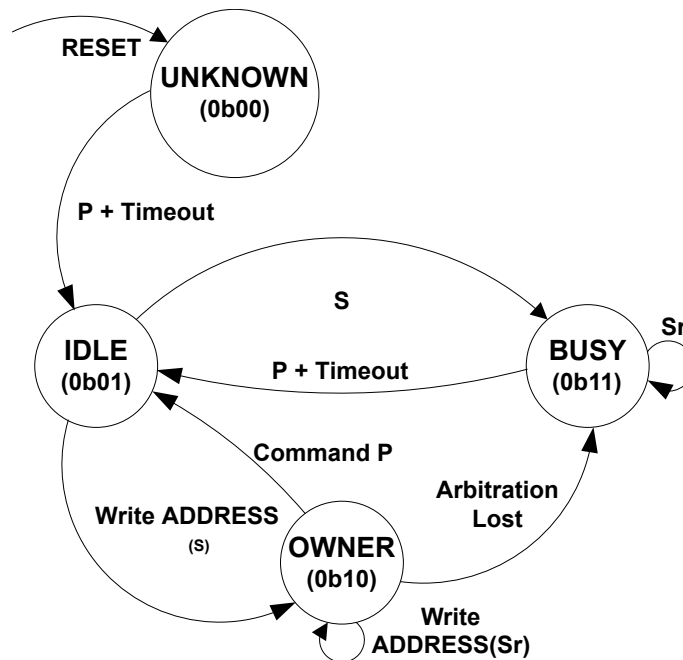 RESET
UNKNOWN
(0b00)
P + Timeout
S
IDLE
(0b01)
BUSY
(0b11)
Sr
P + Timeout
Command P
Write ADDRESS
(S)
Arbitration
Lost
OWNER
(0b10)
Write
ADDRESS(Sr)